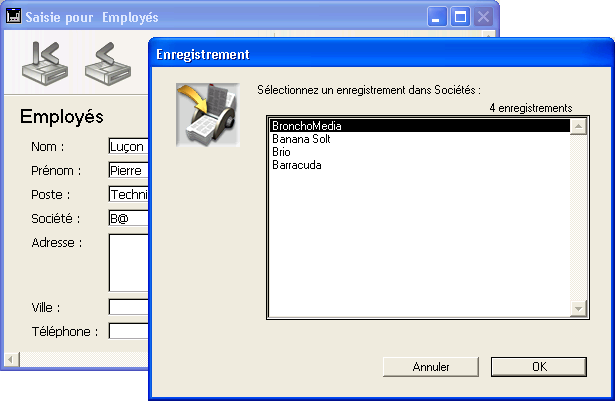 Saisie pour Employés
Enregistrement
Sélectionnez un enregistrement dans Sociétés :
4 enregistrements
BronchoMedia
Banana Solt
Brio
Barracuda
Annuler
OK
Employés
Nom : Luçon
Prénom : Pierre
Poste : Techni
Société : B@
Adresse :
Ville :
Téléphone :